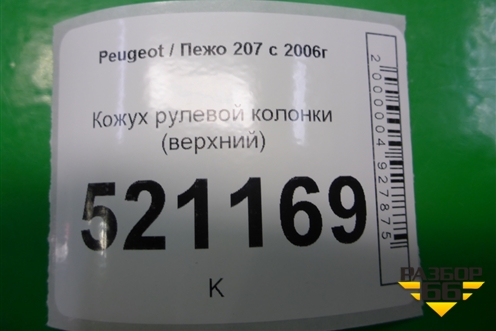 Peugeot / Пежо 207 с 2006г
Кожух рулевой колонки
(верхний)
521169
К
2000004927875
РАЗБОР
66